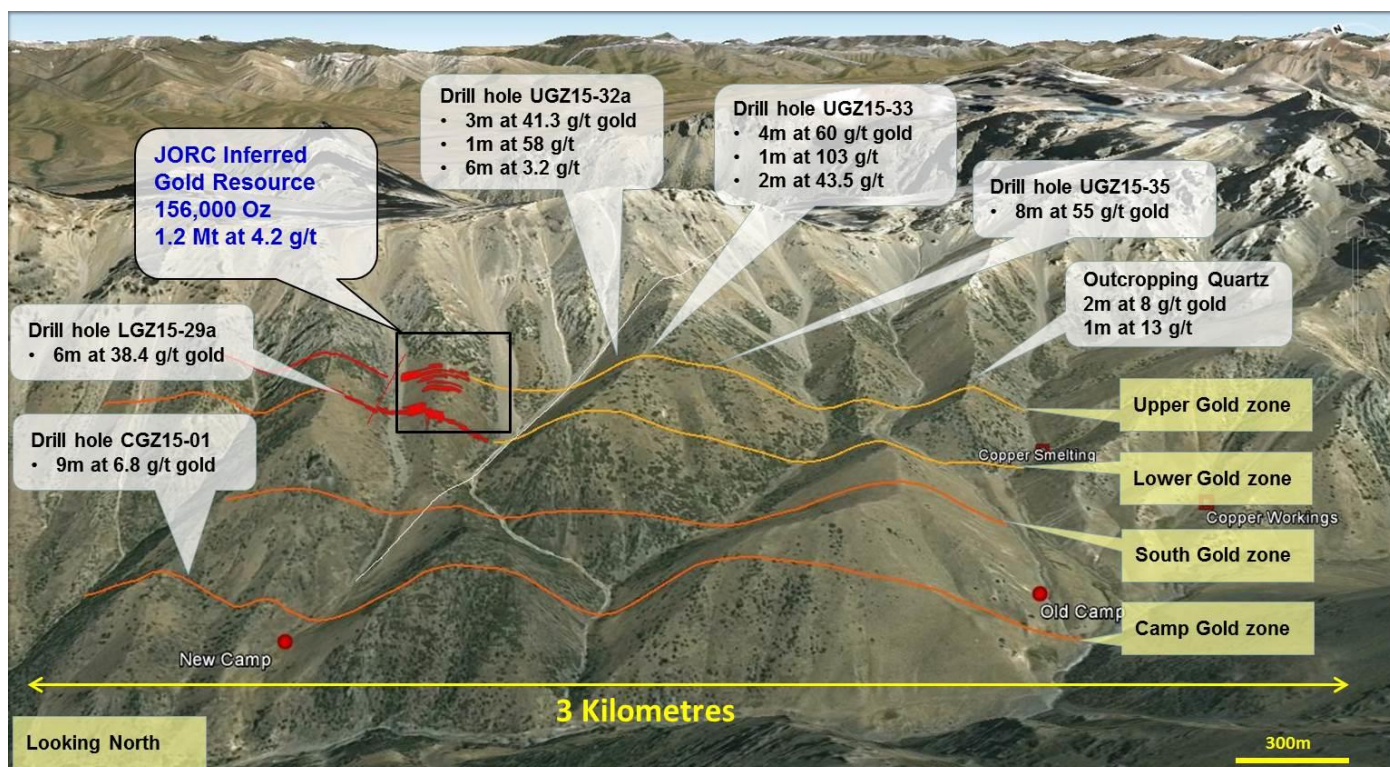 N
Drill hole UGZ15-32a
• 3m at 41.3 g/t gold
• 1m at 58 g/t
• 6m at 3.2 g/t
Drill hole UGZ15-33
• 4m at 60 g/t gold
• 1m at 103 g/t
• 2m at 43.5 g/t
JORC Inferred
Gold Resource
156,000 Oz
1.2 Mt at 4.2 g/t
Drill hole UGZ15-35
• 8m at 55 g/t gold
Outcropping Quartz
2m at 8 g/t gold
1m at 13 g/t
Drill hole LGZ15-29a
• 6m at 38.4 g/t gold
Drill hole CGZ15-01
• 9m at 6.8 g/t gold
Upper Gold zone
Copper Smelting
Lower Gold zone
Copper Workings
South Gold zone
Old Camp
Camp Gold zone
New Camp
3 Kilometres
Looking North
300m